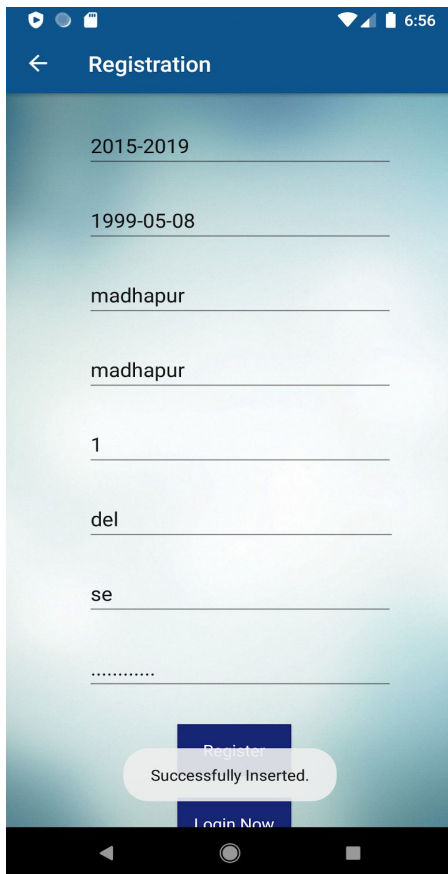 6:56
Registration
2015-2019
1999-05-08
madhapur
madhapur
1
del
se
............
Register
Successfully Inserted.
Login Now